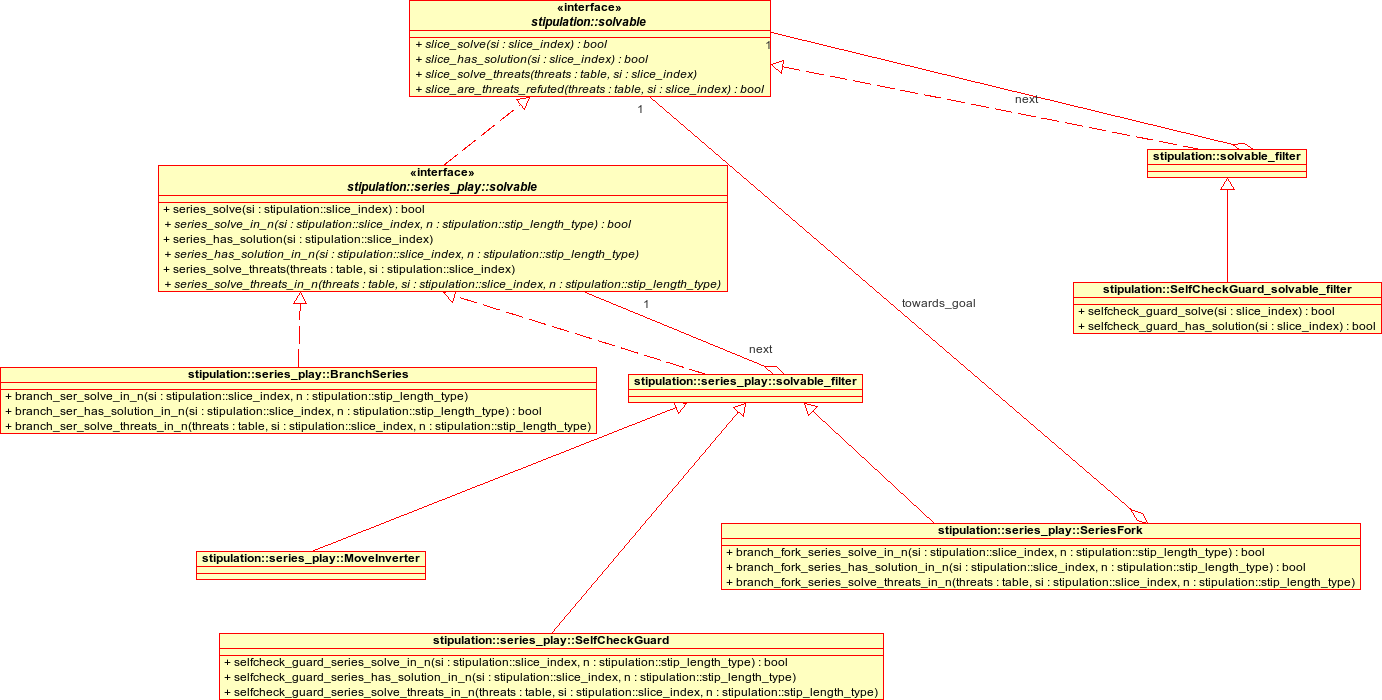 «interface»
stipulation::solvable
+ slice_solve(si : slice_index) : bool
+ slice_has_solution(si : slice_index) : bool
+ slice_solve_threats(threats : table, si : slice_index)
+ slice_are_threats_refuted(threats : table, si : slice_index) : bool
1
1
next
stipulation::solvable_filter
«interface»
stipulation::series_play::solvable
+ series_solve(si : stipulation::slice_index) : bool
+ series_solve_in_n(si : stipulation::slice_index, n : stipulation::stip_length_type) : bool
+ series_has_solution(si : stipulation::slice_index)
+ series_has_solution_in_n(si : stipulation::slice_index, n : stipulation::stip_length_type)
+ series_solve_threats(threats : table, si : stipulation::slice_index)
+ series_solve_threats_in_n(threats : table, si : stipulation::slice_index, n : stipulation::stip_length_type)
stipulation::SelfCheckGuard_solvable_filter
+ selfcheck_guard_solve(si : slice_index) : bool
+ selfcheck_guard_has_solution(si : slice_index) : bool
1
towards_goal
next
stipulation::series_play::BranchSeries
+ branch_ser_solve_in_n(si : stipulation::slice_index, n : stipulation::stip_length_type)
+ branch_ser_has_solution_in_n(si : stipulation::slice_index, n : stipulation::stip_length_type) : bool
+ branch_ser_solve_threats_in_n(threats : table, si : stipulation::slice_index, n : stipulation::stip_length_type)
stipulation::series_play::solvable_filter
stipulation::series_play::MoveInverter
stipulation::series_play::SeriesFork
+ branch_fork_series_solve_in_n(si : stipulation::slice_index, n : stipulation::stip_length_type) : bool
+ branch_fork_series_has_solution_in_n(si : stipulation::slice_index, n : stipulation::stip_length_type) : bool
+ branch_fork_series_solve_threats_in_n(threats : table, si : stipulation::slice_index, n : stipulation::stip_length_type)
stipulation::series_play::SelfCheckGuard
+ selfcheck_guard_series_solve_in_n(si : stipulation::slice_index, n : stipulation::stip_length_type) : bool
+ selfcheck_guard_series_has_solution_in_n(si : stipulation::slice_index, n : stipulation::stip_length_type)
+ selfcheck_guard_series_solve_threats_in_n(threats : table, si : stipulation::slice_index, n : stipulation::stip_length_type)